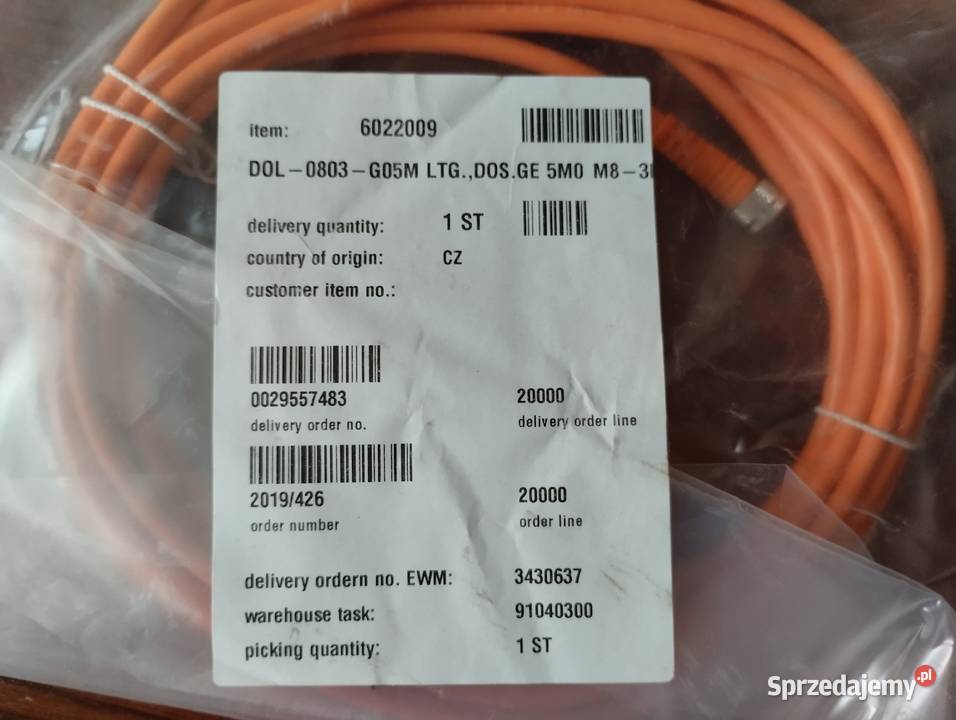 item: 6022009
DOL-0803-G05M LTG.,DOS.GE 5M0 M8-3
delivery quantity: 1 ST
country of origin: CZ
customer item no.:
0029557483 20000
delivery order no. delivery order line
2019/426 20000
order number order line
delivery ordern no. EWM: 3430637
warehouse task: 91040300
picking quantity: 1 ST
Sprzedajemy.pl